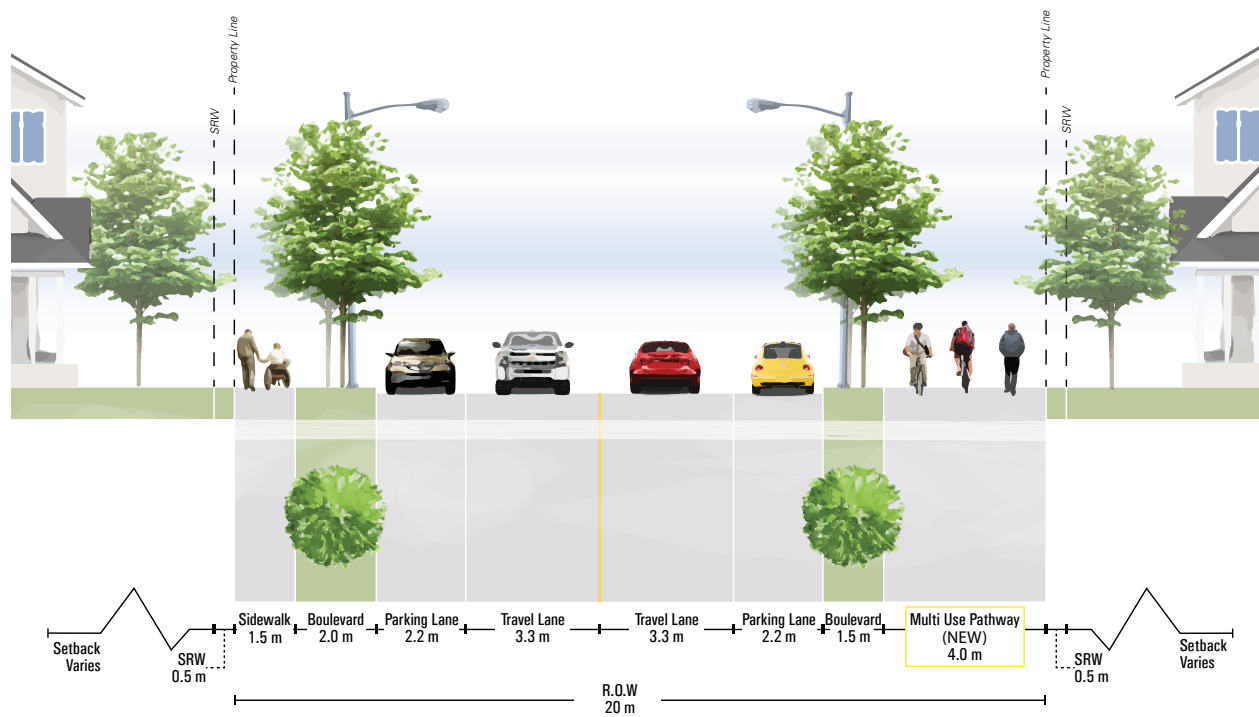 Property Line
SRW
Property Line
SRW
Sidewalk
1.5 m
Boulevard
2.0 m
Parking Lane
2.2 m
Travel Lane
3.3 m
Travel Lane
3.3 m
Parking Lane
2.2 m
Boulevard
1.5 m
Multi Use Pathway
(NEW)
4.0 m
Setback
Varies
SRW
0.5 m
SRW
0.5 m
Setback
Varies
R.O.W
20 m